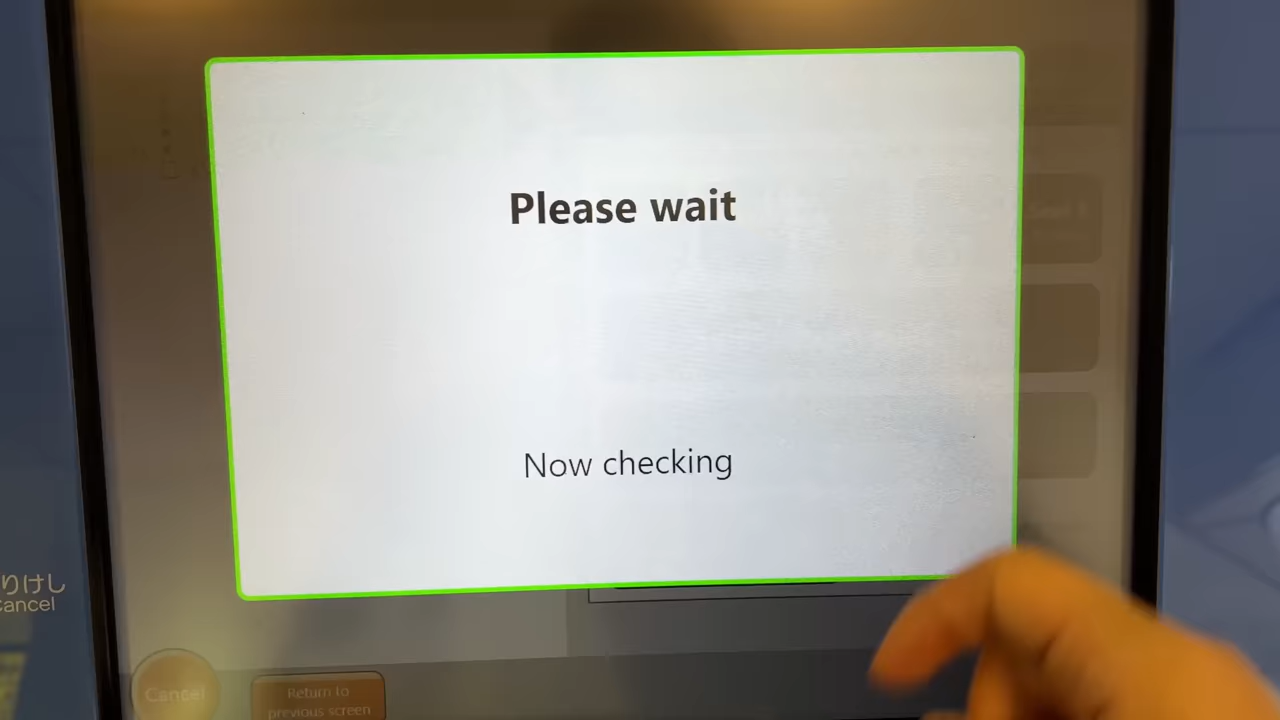 Please wait
Now checking
りけし
Cancel
Cancel
Return to
previous screen